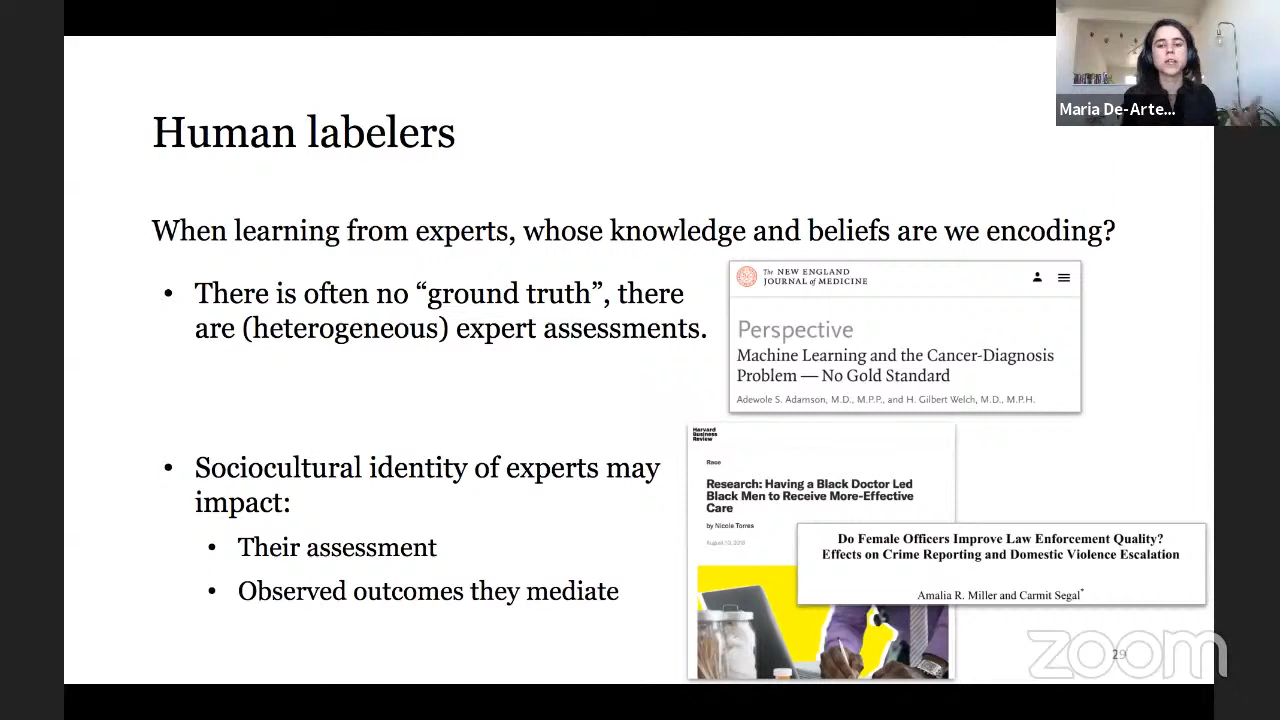 Maria De-Arte...
Human labelers
When learning from experts, whose knowledge and beliefs are we encoding?
• There is often no “ground truth”, there
are (heterogeneous) expert assessments.
The NEW ENGLAND
JOURNAL of MEDICINE
Perspective
Machine Learning and the Cancer-Diagnosis
Problem — No Gold Standard
Adewole S. Adamson, M.D., M.P.P., and H. Gilbert Welch, M.D., M.P.H.
• Sociocultural identity of experts may
impact:
• Their assessment
• Observed outcomes they mediate
Harvard
Business
Review
Race
Research: Having a Black Doctor Led
Black Men to Receive More-Effective
Care
by Nicole Torres
August 10, 2018
Do Female Officers Improve Law Enforcement Quality?
Effects on Crime Reporting and Domestic Violence Escalation
Amalia R. Miller and Carmit Segal*
zoom
29